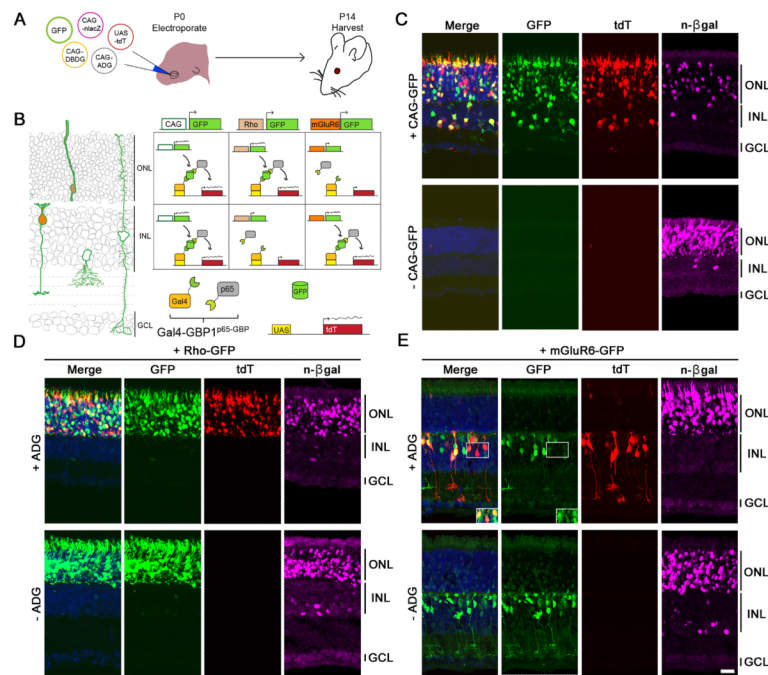 A
GFP
CAG
-nlacZ
UAS
-tdT
CAG-
DBDG
CAG-
ADG
P0
Electroporate
P14
Harvest
B
ONL
INL
GCL
CAG
GFP
Rho
GFP
mGluR6
GFP
Gal4
p65
GFP
Gal4-GBP1p65-GBP
UAS
tdT
C
Merge
GFP
tdT
n-βgal
+ CAG-GFP
ONL
INL
GCL
- CAG-GFP
ONL
INL
GCL
D
+ Rho-GFP
Merge
GFP
tdT
n-βgal
+ ADG
ONL
INL
GCL
- ADG
ONL
INL
GCL
E
+ mGluR6-GFP
Merge
GFP
tdT
n-βgal
+ ADG
ONL
INL
GCL
- ADG
ONL
INL
GCL